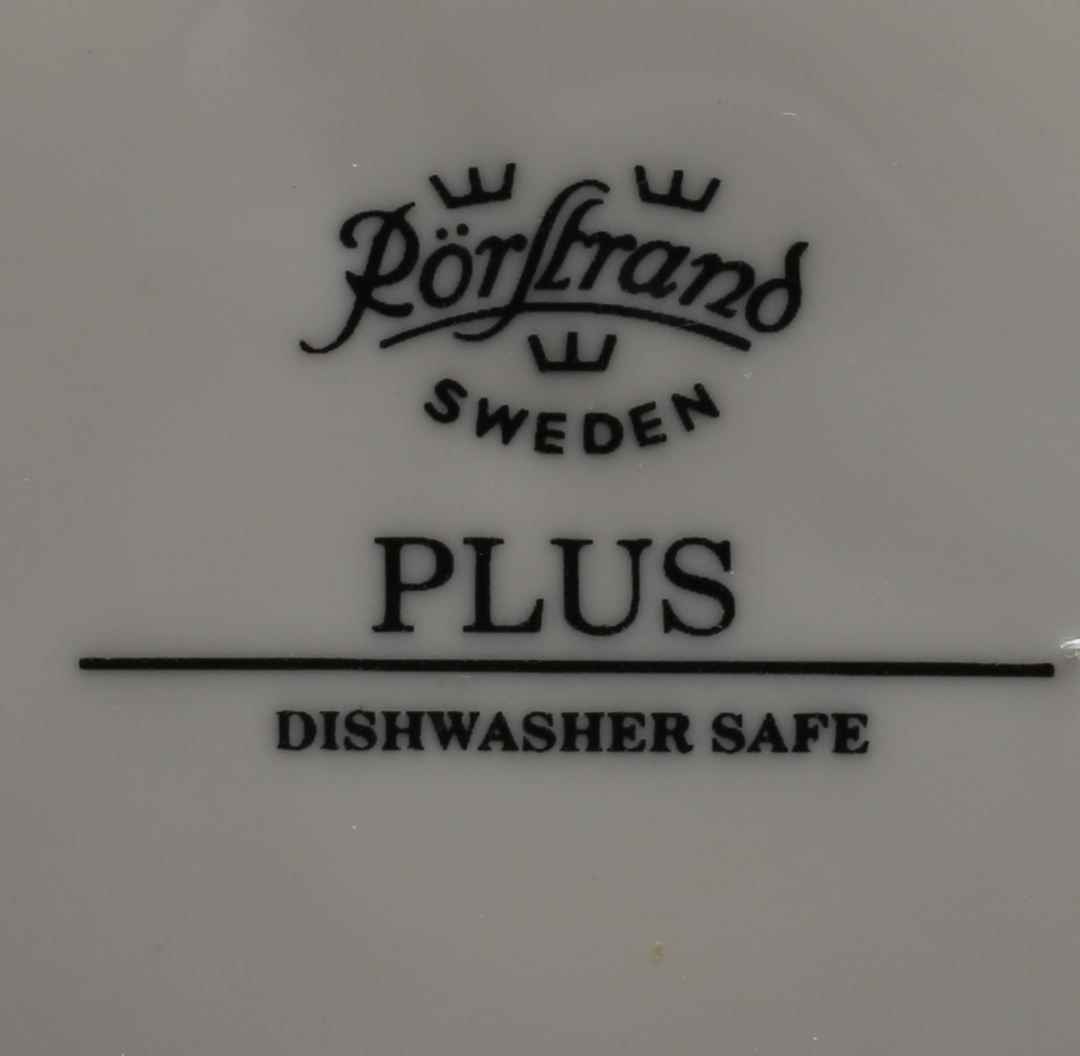 Rörstrand
SWEDEN
PLUS
DISHWASHER SAFE